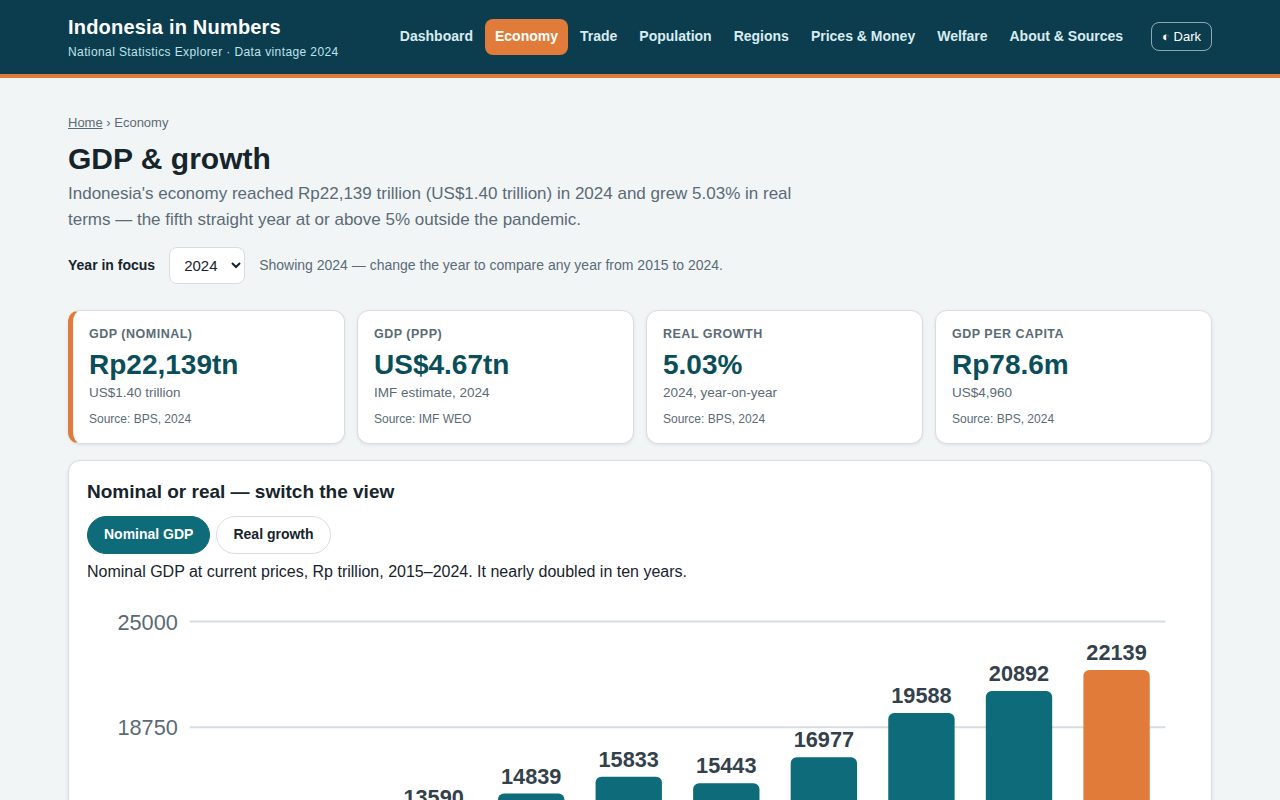 Indonesia in Numbers
National Statistics Explorer · Data vintage 2024
Dashboard
Economy
Trade
Population
Regions
Prices & Money
Welfare
About & Sources
Dark
Home › Economy
GDP & growth
Indonesia's economy reached Rp22,139 trillion (US$1.40 trillion) in 2024 and grew 5.03% in real
terms — the fifth straight year at or above 5% outside the pandemic.
Year in focus
2024
Showing 2024 — change the year to compare any year from 2015 to 2024.
GDP (NOMINAL)
Rp22,139tn
US$1.40 trillion
Source: BPS, 2024
GDP (PPP)
US$4.67tn
IMF estimate, 2024
Source: IMF WEO
REAL GROWTH
5.03%
2024, year-on-year
Source: BPS, 2024
GDP PER CAPITA
Rp78.6m
US$4,960
Source: BPS, 2024
Nominal or real — switch the view
Nominal GDP
Real growth
Nominal GDP at current prices, Rp trillion, 2015–2024. It nearly doubled in ten years.
25000
18750
13590
14839
15833
15443
16977
19588
20892
22139